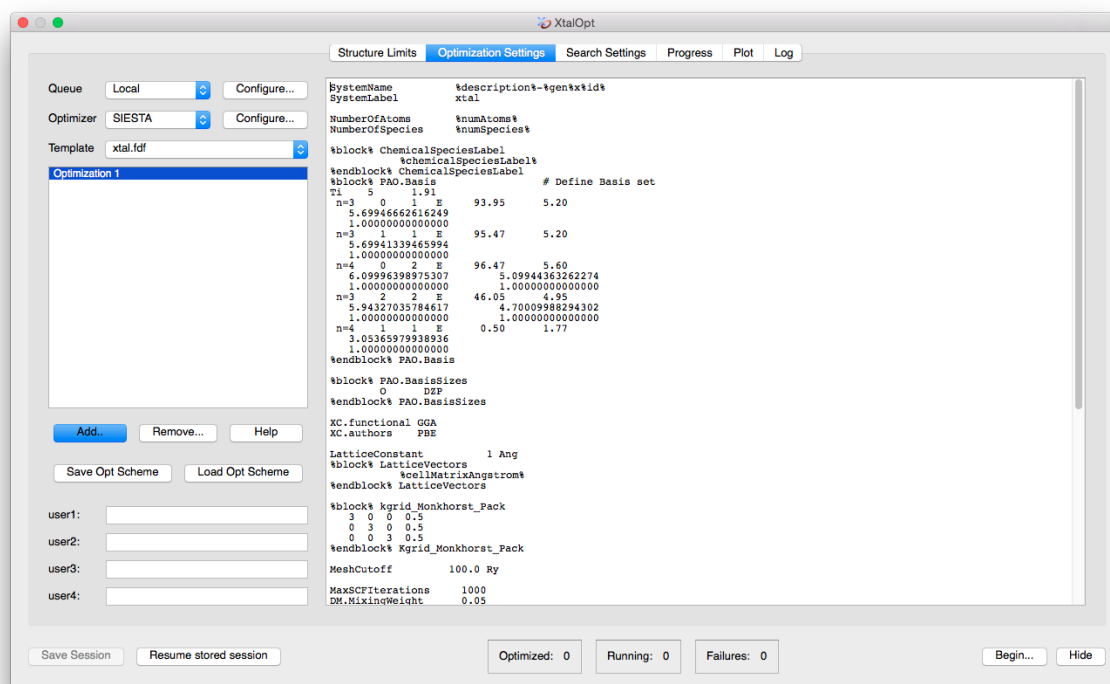 XtalOpt
Structure Limits Optimization Settings Search Settings Progress Plot Log
Queue Local Configure...
Optimizer SIESTA Configure...
Template xtal.fdf
Optimization 1
Add.. Remove... Help
Save Opt Scheme Load Opt Scheme
user1:
user2:
user3:
user4:
SystemName %description%-%gen%x%id%
SystemLabel xtal
NumberOfAtoms %numAtoms%
NumberOfSpecies %numSpecies%
%block% ChemicalSpeciesLabel
%chemicalSpeciesLabel%
%endblock% ChemicalSpeciesLabel
%block% PAO.Basis # Define Basis set
Ti 5 1.91
n=3 0 1 E 93.95 5.20
5.69946662616249
1.00000000000000
n=3 1 1 E 95.47 5.20
5.69941339465994
1.00000000000000
n=4 0 2 E 96.47 5.60
6.09996398975307 5.09944363262274
1.00000000000000 1.00000000000000
n=3 2 2 E 46.05 4.95
5.94327035784617 4.70009988294302
1.00000000000000 1.00000000000000
n=4 1 1 E 0.50 1.77
3.05365979938936
1.00000000000000
%endblock% PAO.Basis
%block% PAO.BasisSizes
O DZP
%endblock% PAO.BasisSizes
XC.functional GGA
XC.authors PBE
LatticeConstant 1 Ang
%block% LatticeVectors
%cellMatrixAngstrom%
%endblock% LatticeVectors
%block% kgrid_Monkhorst_Pack
3 0 0 0.5
0 3 0 0.5
0 0 3 0.5
%endblock% Kgrid_Monkhorst_Pack
MeshCutoff 100.0 Ry
MaxSCFIterations 1000
DM.MixingWeight 0.05
Save Session Resume stored session Optimized: 0 Running: 0 Failures: 0 Begin... Hide